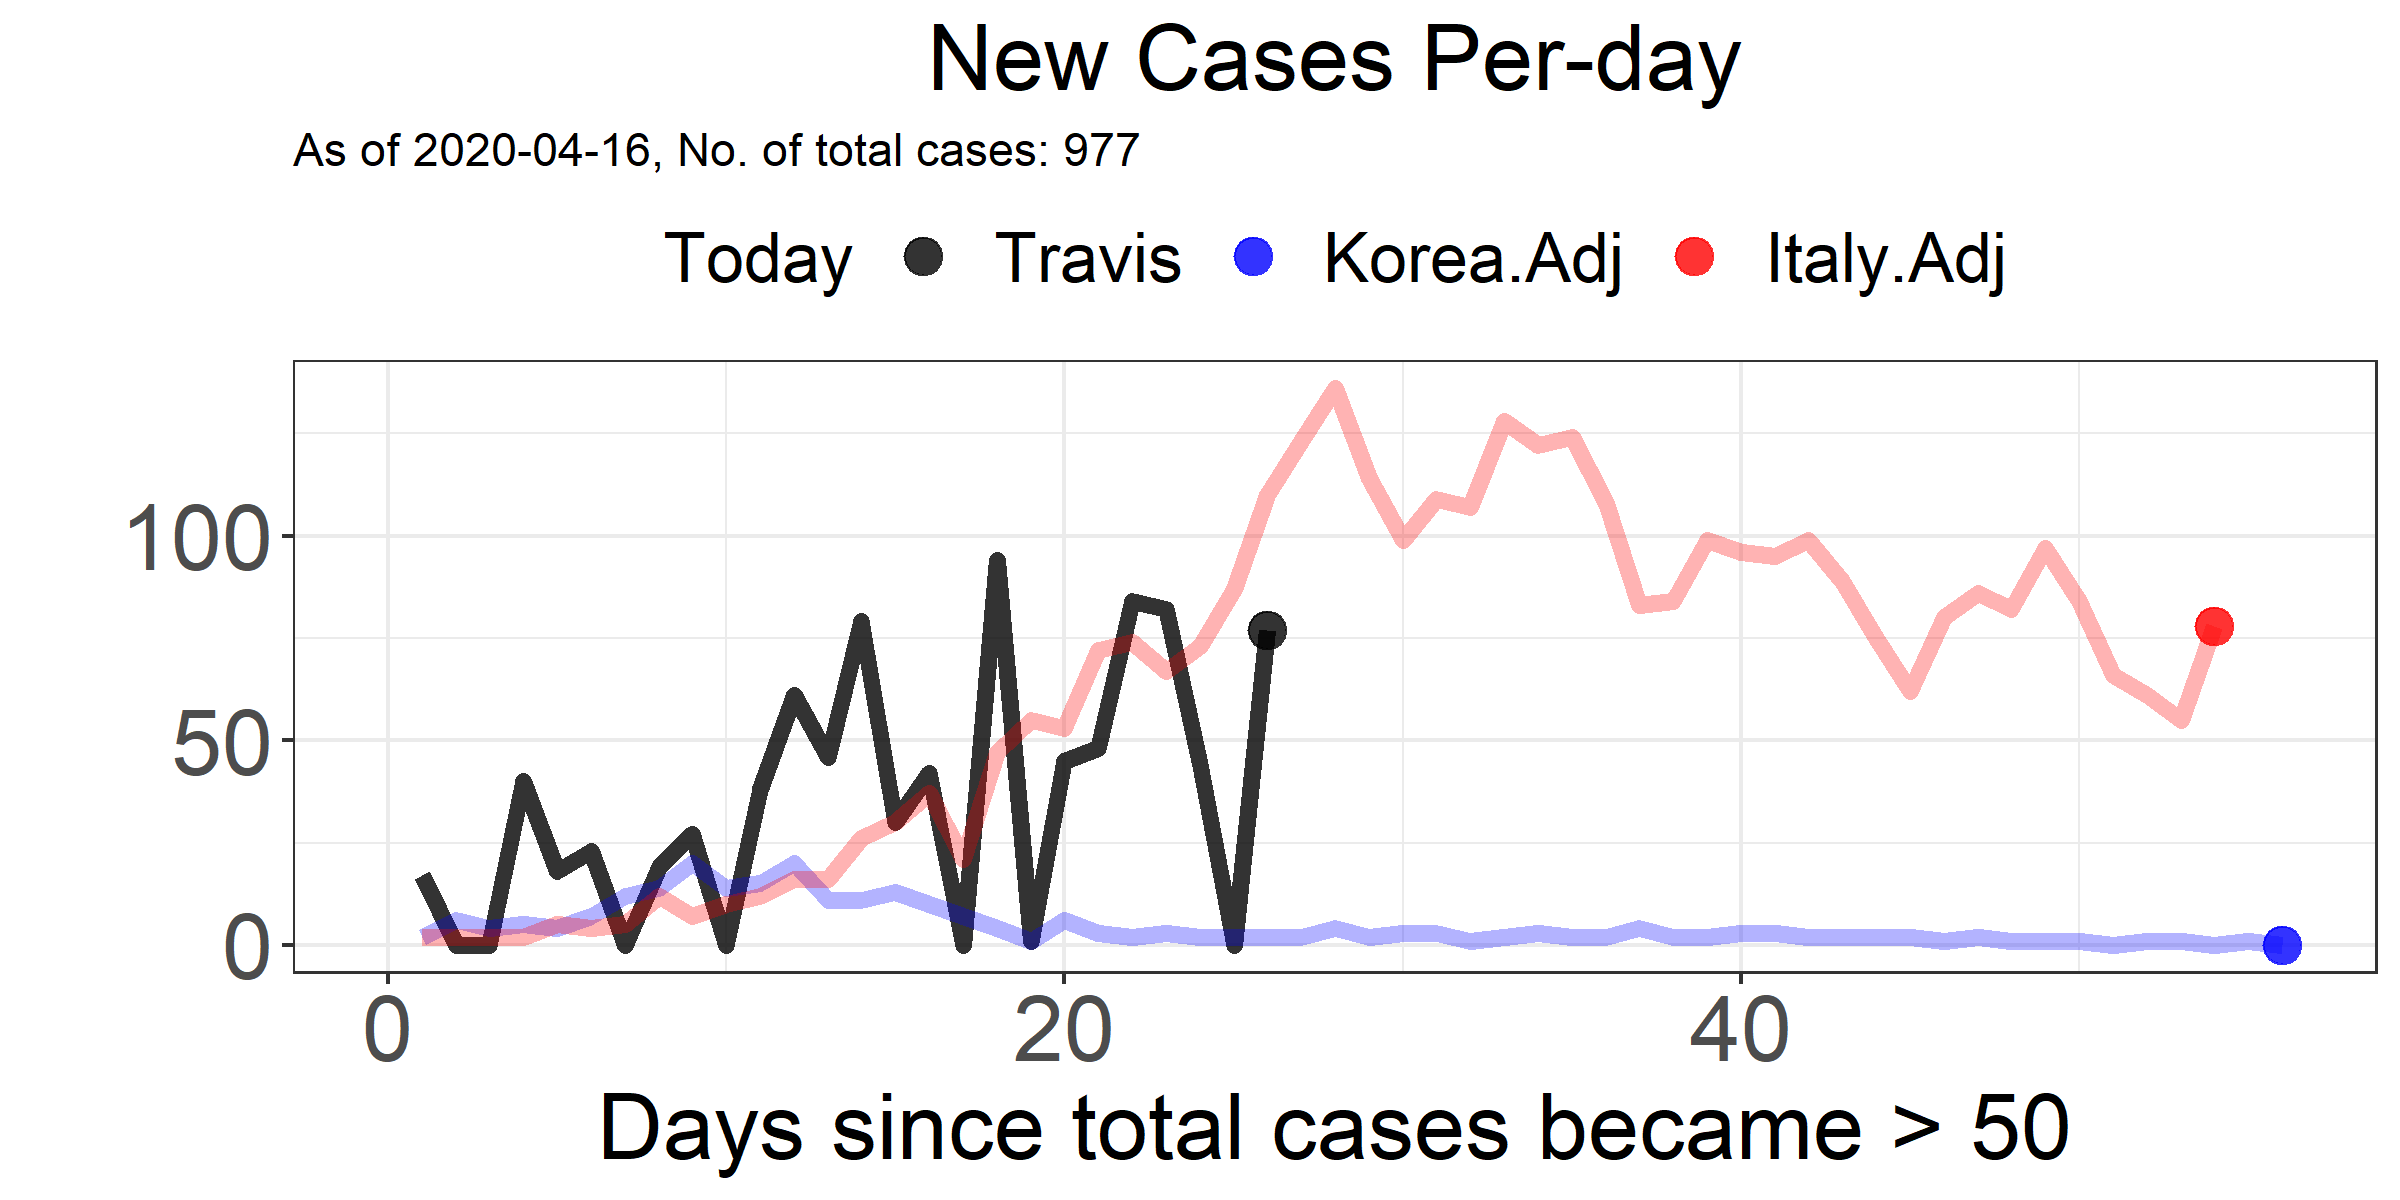 New Cases Per-day
As of 2020-04-16, No. of total cases: 977
Today Travis Korea.Adj Italy.Adj
100
50
0
0 20 40
Days since total cases became > 50